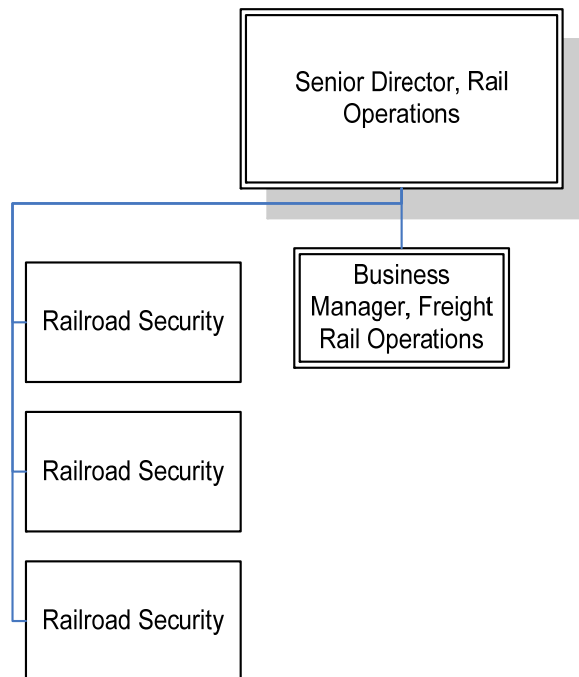 Senior Director, Rail
Operations
Business
Manager, Freight
Rail Operations
Railroad Security
Railroad Security
Railroad Security